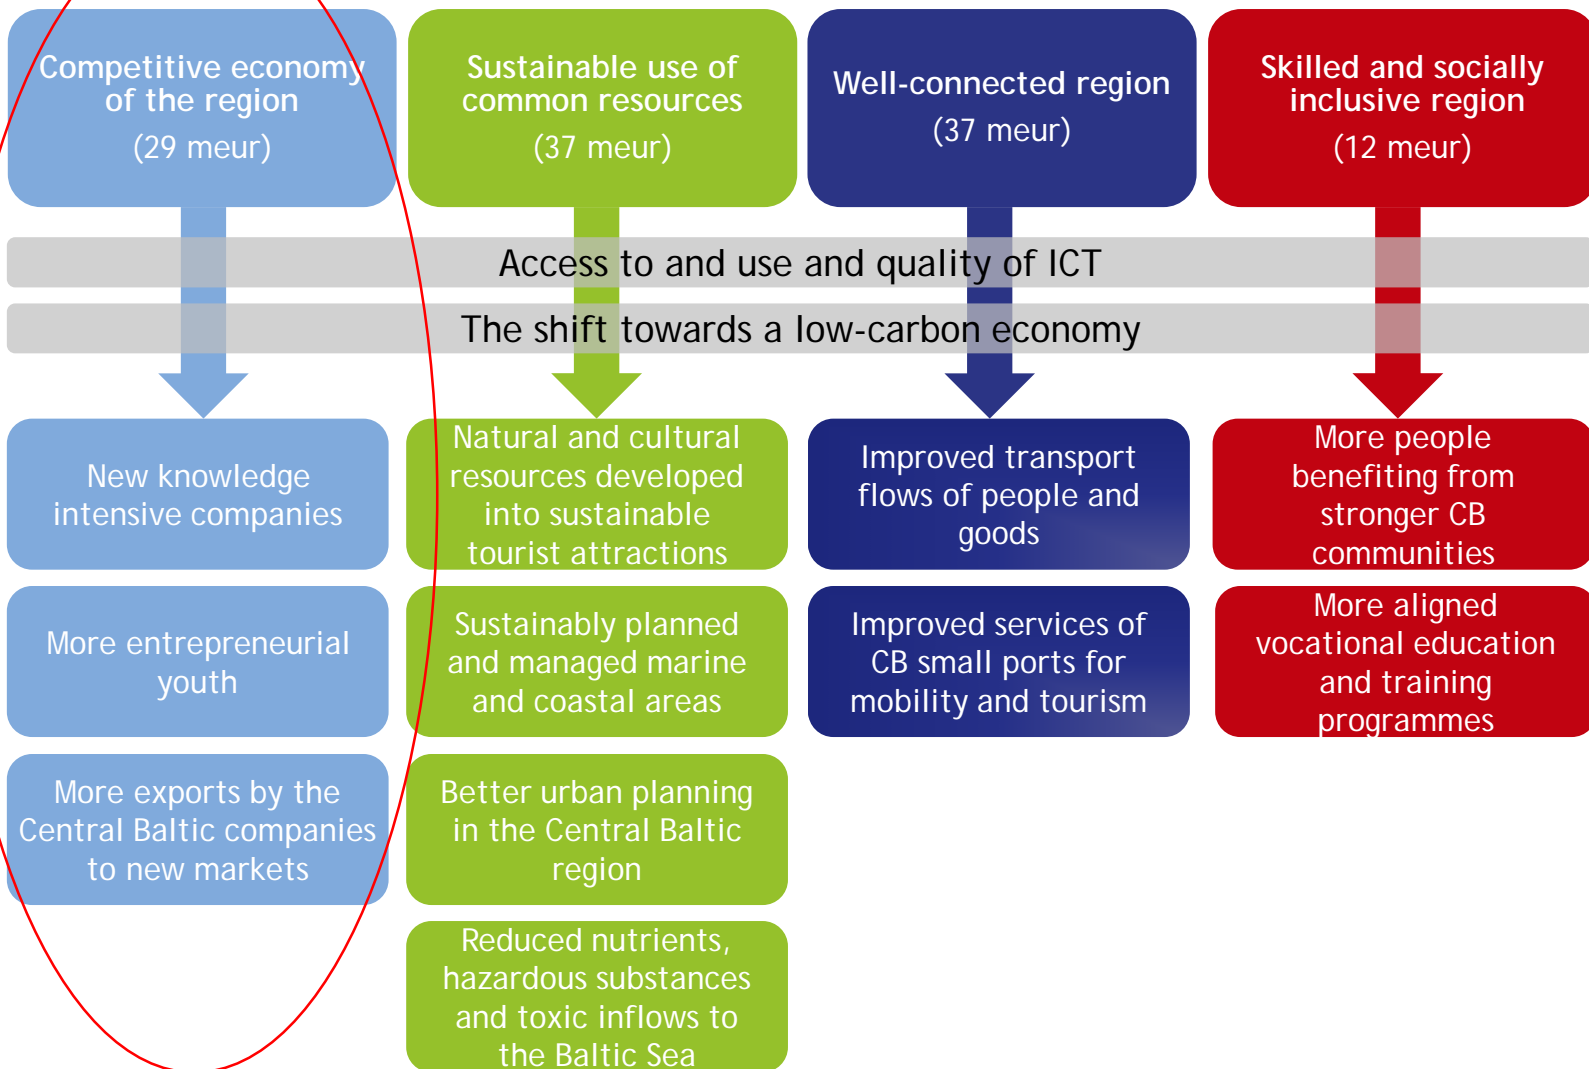 Competitive economy
of the region
(29 meur)
Sustainable use of
common resources
(37 meur)
Well-connected region
(37 meur)
Skilled and socially
inclusive region
(12 meur)
Access to and use and quality of ICT
The shift towards a low-carbon economy
New knowledge
intensive companies
More entrepreneurial
youth
More exports by the
Central Baltic companies
to new markets
Natural and cultural
resources developed
into sustainable
tourist attractions
Sustainably planned
and managed marine
and coastal areas
Better urban planning
in the Central Baltic
region
Reduced nutrients,
hazardous substances
and toxic inflows to
the Baltic Sea
Improved transport
flows of people and
goods
Improved services of
CB small ports for
mobility and tourism
More people
benefiting from
stronger CB
communities
More aligned
vocational education
and training
programmes